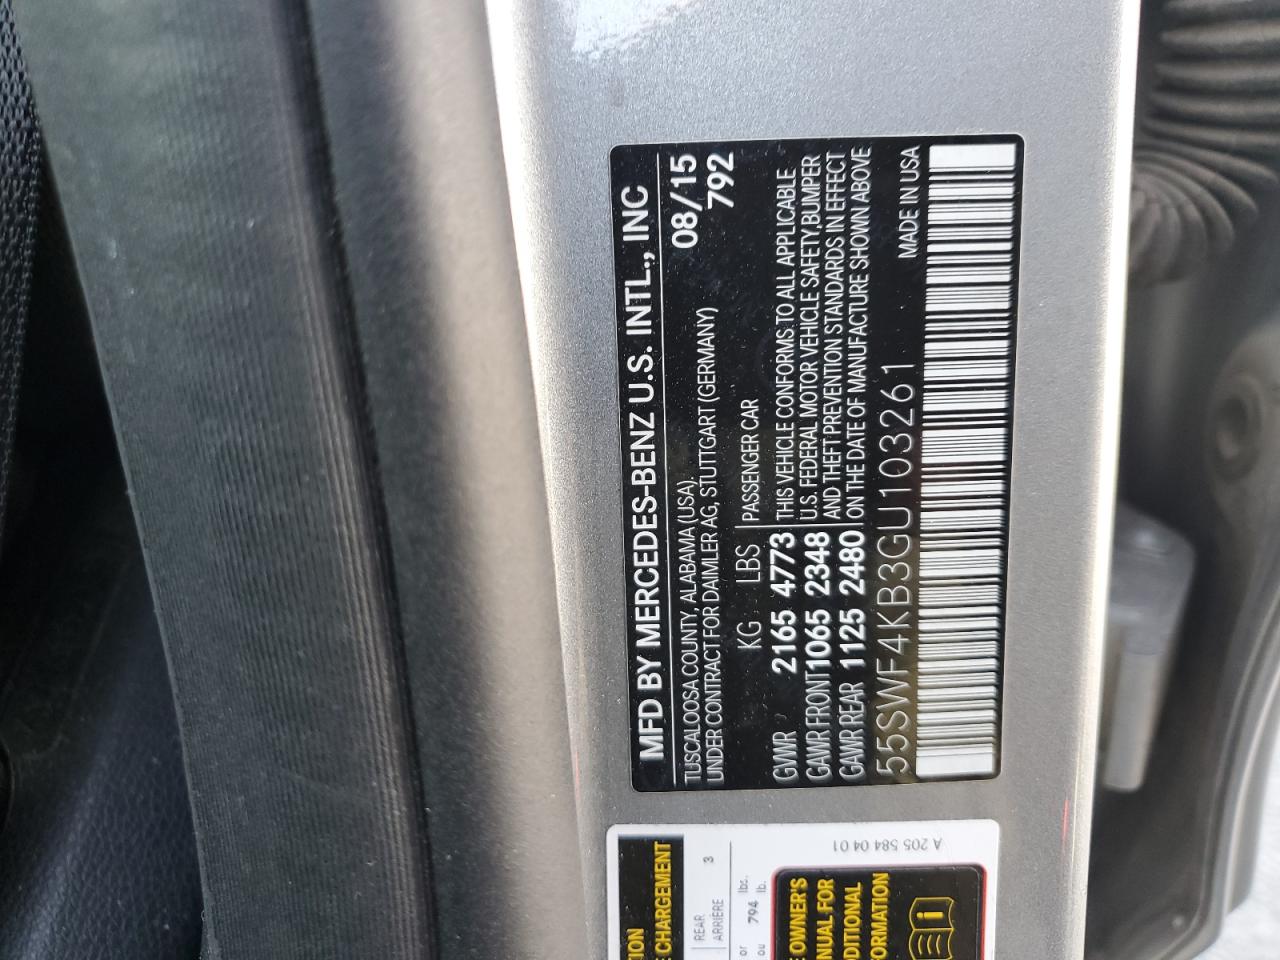 MFD BY MERCEDES-BENZ U.S. INTL., INC
TUSCALOOSA COUNTY, ALABAMA (USA). 08/15
UNDER CONTRACT FOR DAIMLER AG, STUTTGART (GERMANY) 792
KG LBS PASSENGER CAR
GVWR 2165 4773 THIS VEHICLE CONFORMS TO ALL APPLICABLE
GAWR FRONT 1065 2348 U.S. FEDERAL MOTOR VEHICLE SAFETY, BUMPER
GAWR REAR 1125 2480 AND THEFT PREVENTION STANDARDS IN EFFECT
ON THE DATE OF MANUFACTURE SHOWN ABOVE
55SWF4KB3GU103261 MADE IN USA
CHARGEMENT
REAR 3
ARRIÈRE
or 794 lbs.
ou lb.
OWNER'S
FOR
A 205 584 04 01